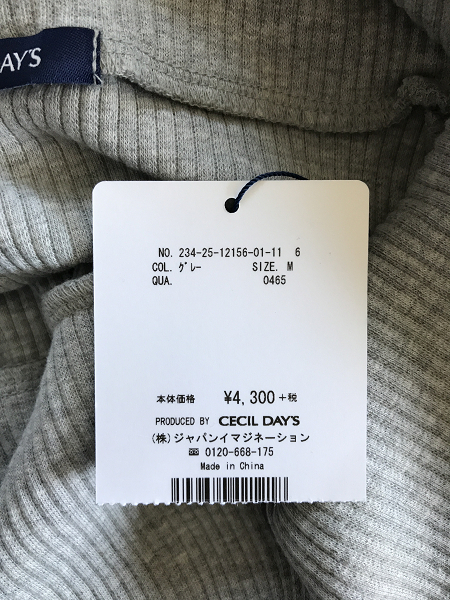 AY'S
NO. 234-25-12156-01-11 6
COL. グレー SIZE. M
QUA. 0465
本体価格 ¥4,300 +税
PRODUCED BY CECIL DAY'S
(株)ジャパンイマジネーション
☎ 0120-668-175
Made in China